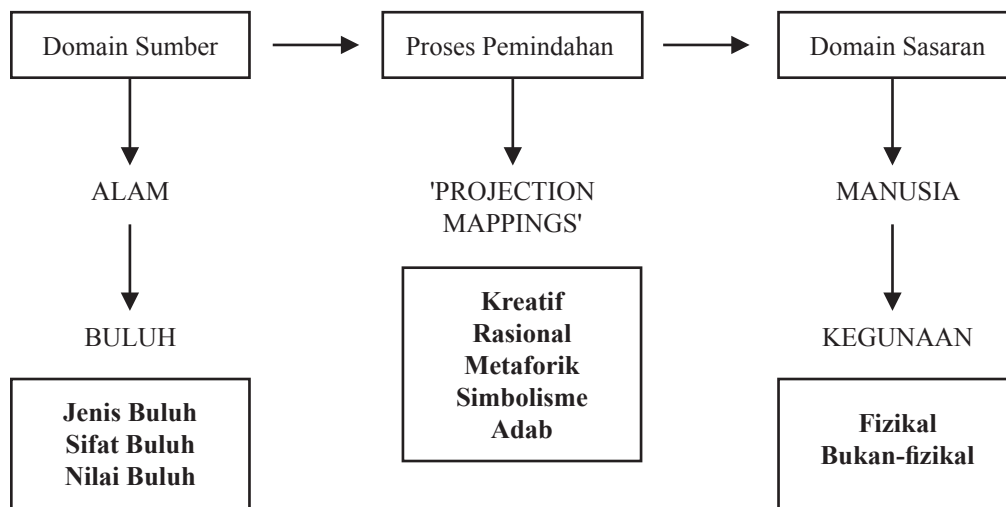 Domain Sumber
Proses Pemindahan
Domain Sasaran
ALAM
'PROJECTION
MAPPINGS'
MANUSIA
BULUH
Kreatif
Rasional
Metaforik
Simbolisme
Adab
KEGUNAAN
Jenis Buluh
Sifat Buluh
Nilai Buluh
Fizikal
Bukan-fizikal